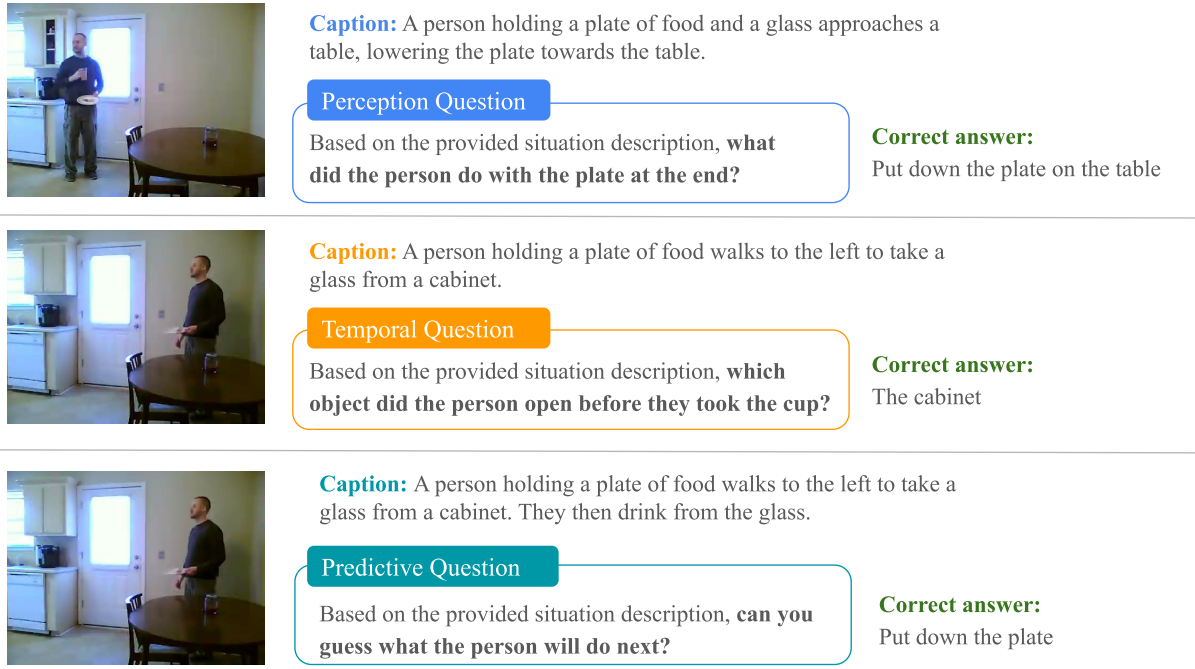 Caption: A person holding a plate of food and a glass approaches a
table, lowering the plate towards the table.
Perception Question
Based on the provided situation description, what
did the person do with the plate at the end?
Correct answer:
Put down the plate on the table
Caption: A person holding a plate of food walks to the left to take a
glass from a cabinet.
Temporal Question
Based on the provided situation description, which
object did the person open before they took the cup?
Correct answer:
The cabinet
Caption: A person holding a plate of food walks to the left to take a
glass from a cabinet. They then drink from the glass.
Predictive Question
Based on the provided situation description, can you
guess what the person will do next?
Correct answer:
Put down the plate